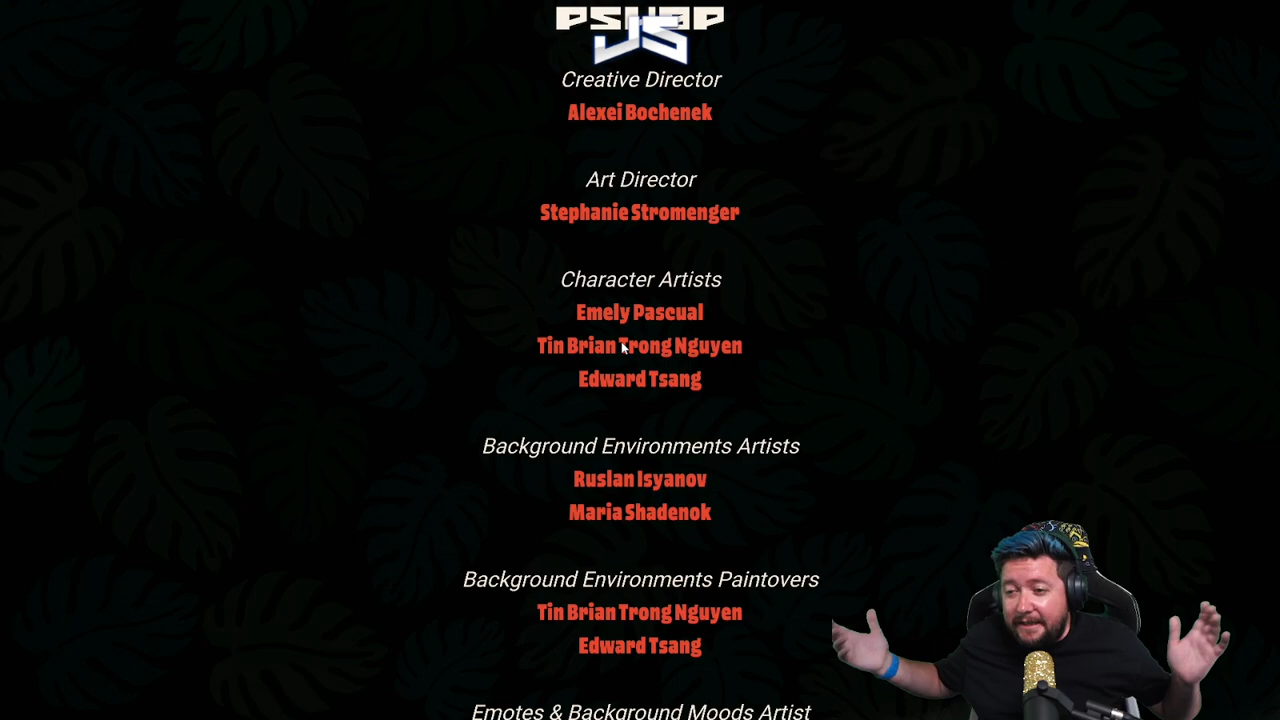 JS
Creative Director
Alexei Bochenek
Art Director
Stephanie Stromenger
Character Artists
Emely Pascual
Tin Brian Trong Nguyen
Edward Tsang
Background Environments Artists
Ruslan Isyanov
Maria Shadenok
Background Environments Paintovers
Tin Brian Trong Nguyen
Edward Tsang
Emotes & Background Moods Artist